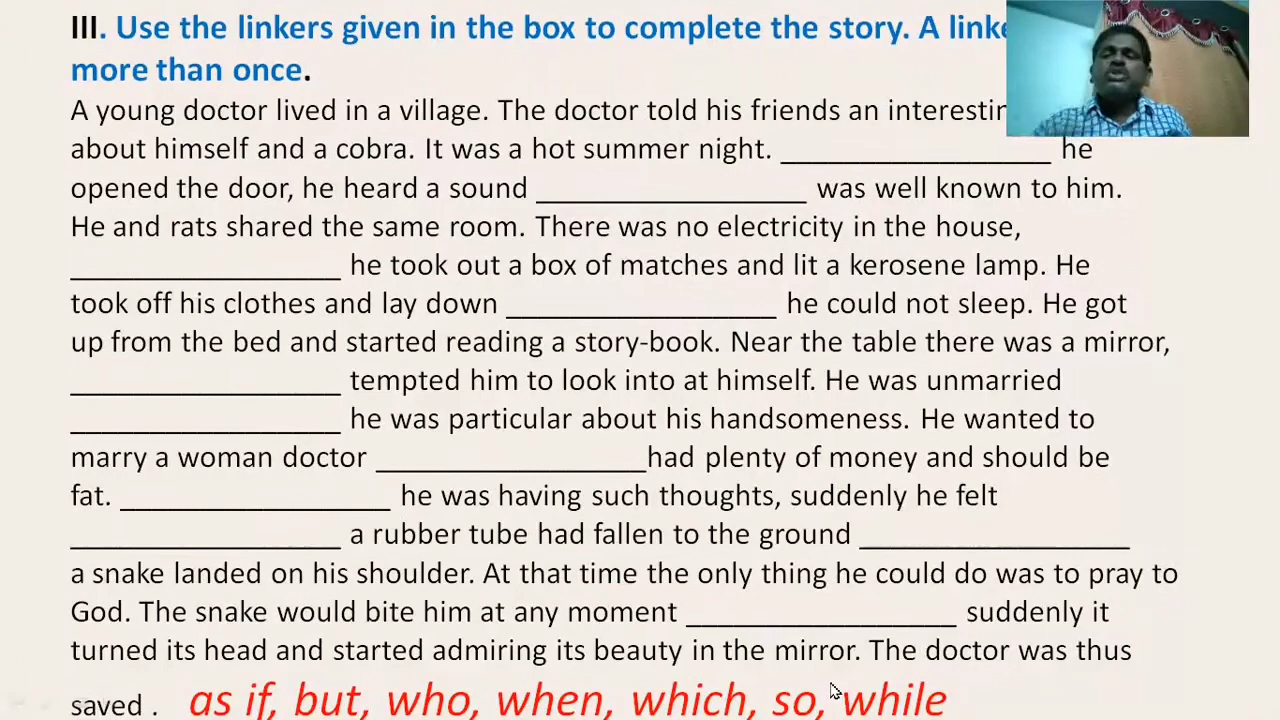 III. Use the linkers given in the box to complete the story. A
more than once.
A young doctor lived in a village. The doctor told his friends an
about himself and a cobra. It was a hot summer night. __________________ he
opened the door, he heard a sound __________________ was well known to him.
He and rats shared the same room. There was no electricity in the house,
__________________ he took out a box of matches and lit a kerosene lamp. He
took off his clothes and lay down __________________ he could not sleep. He got
up from the bed and started reading a story-book. Near the table there was a mirror,
__________________ tempted him to look into at himself. He was unmarried
__________________ he was particular about his handsomeness. He wanted to
marry a woman doctor __________________had plenty of money and should be
fat. __________________ he was having such thoughts, suddenly he felt
__________________ a rubber tube had fallen to the ground __________________
a snake landed on his shoulder. At that time the only thing he could do was to pray to
God. The snake would bite him at any moment __________________ suddenly it
turned its head and started admiring its beauty in the mirror. The doctor was thus
saved . as if, but, who, when, which, so, while